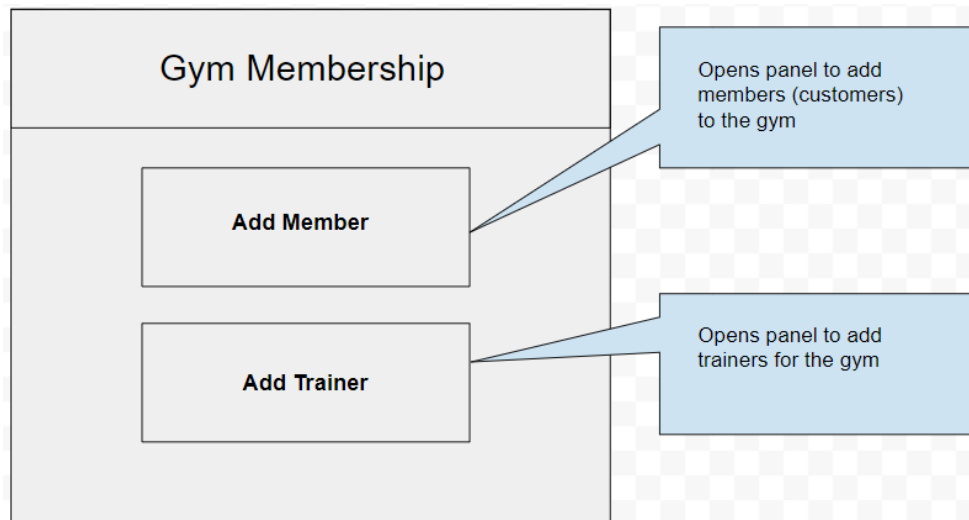 Gym Membership
Opens panel to add
members (customers)
to the gym
Add Member
Opens panel to add
trainers for the gym
Add Trainer